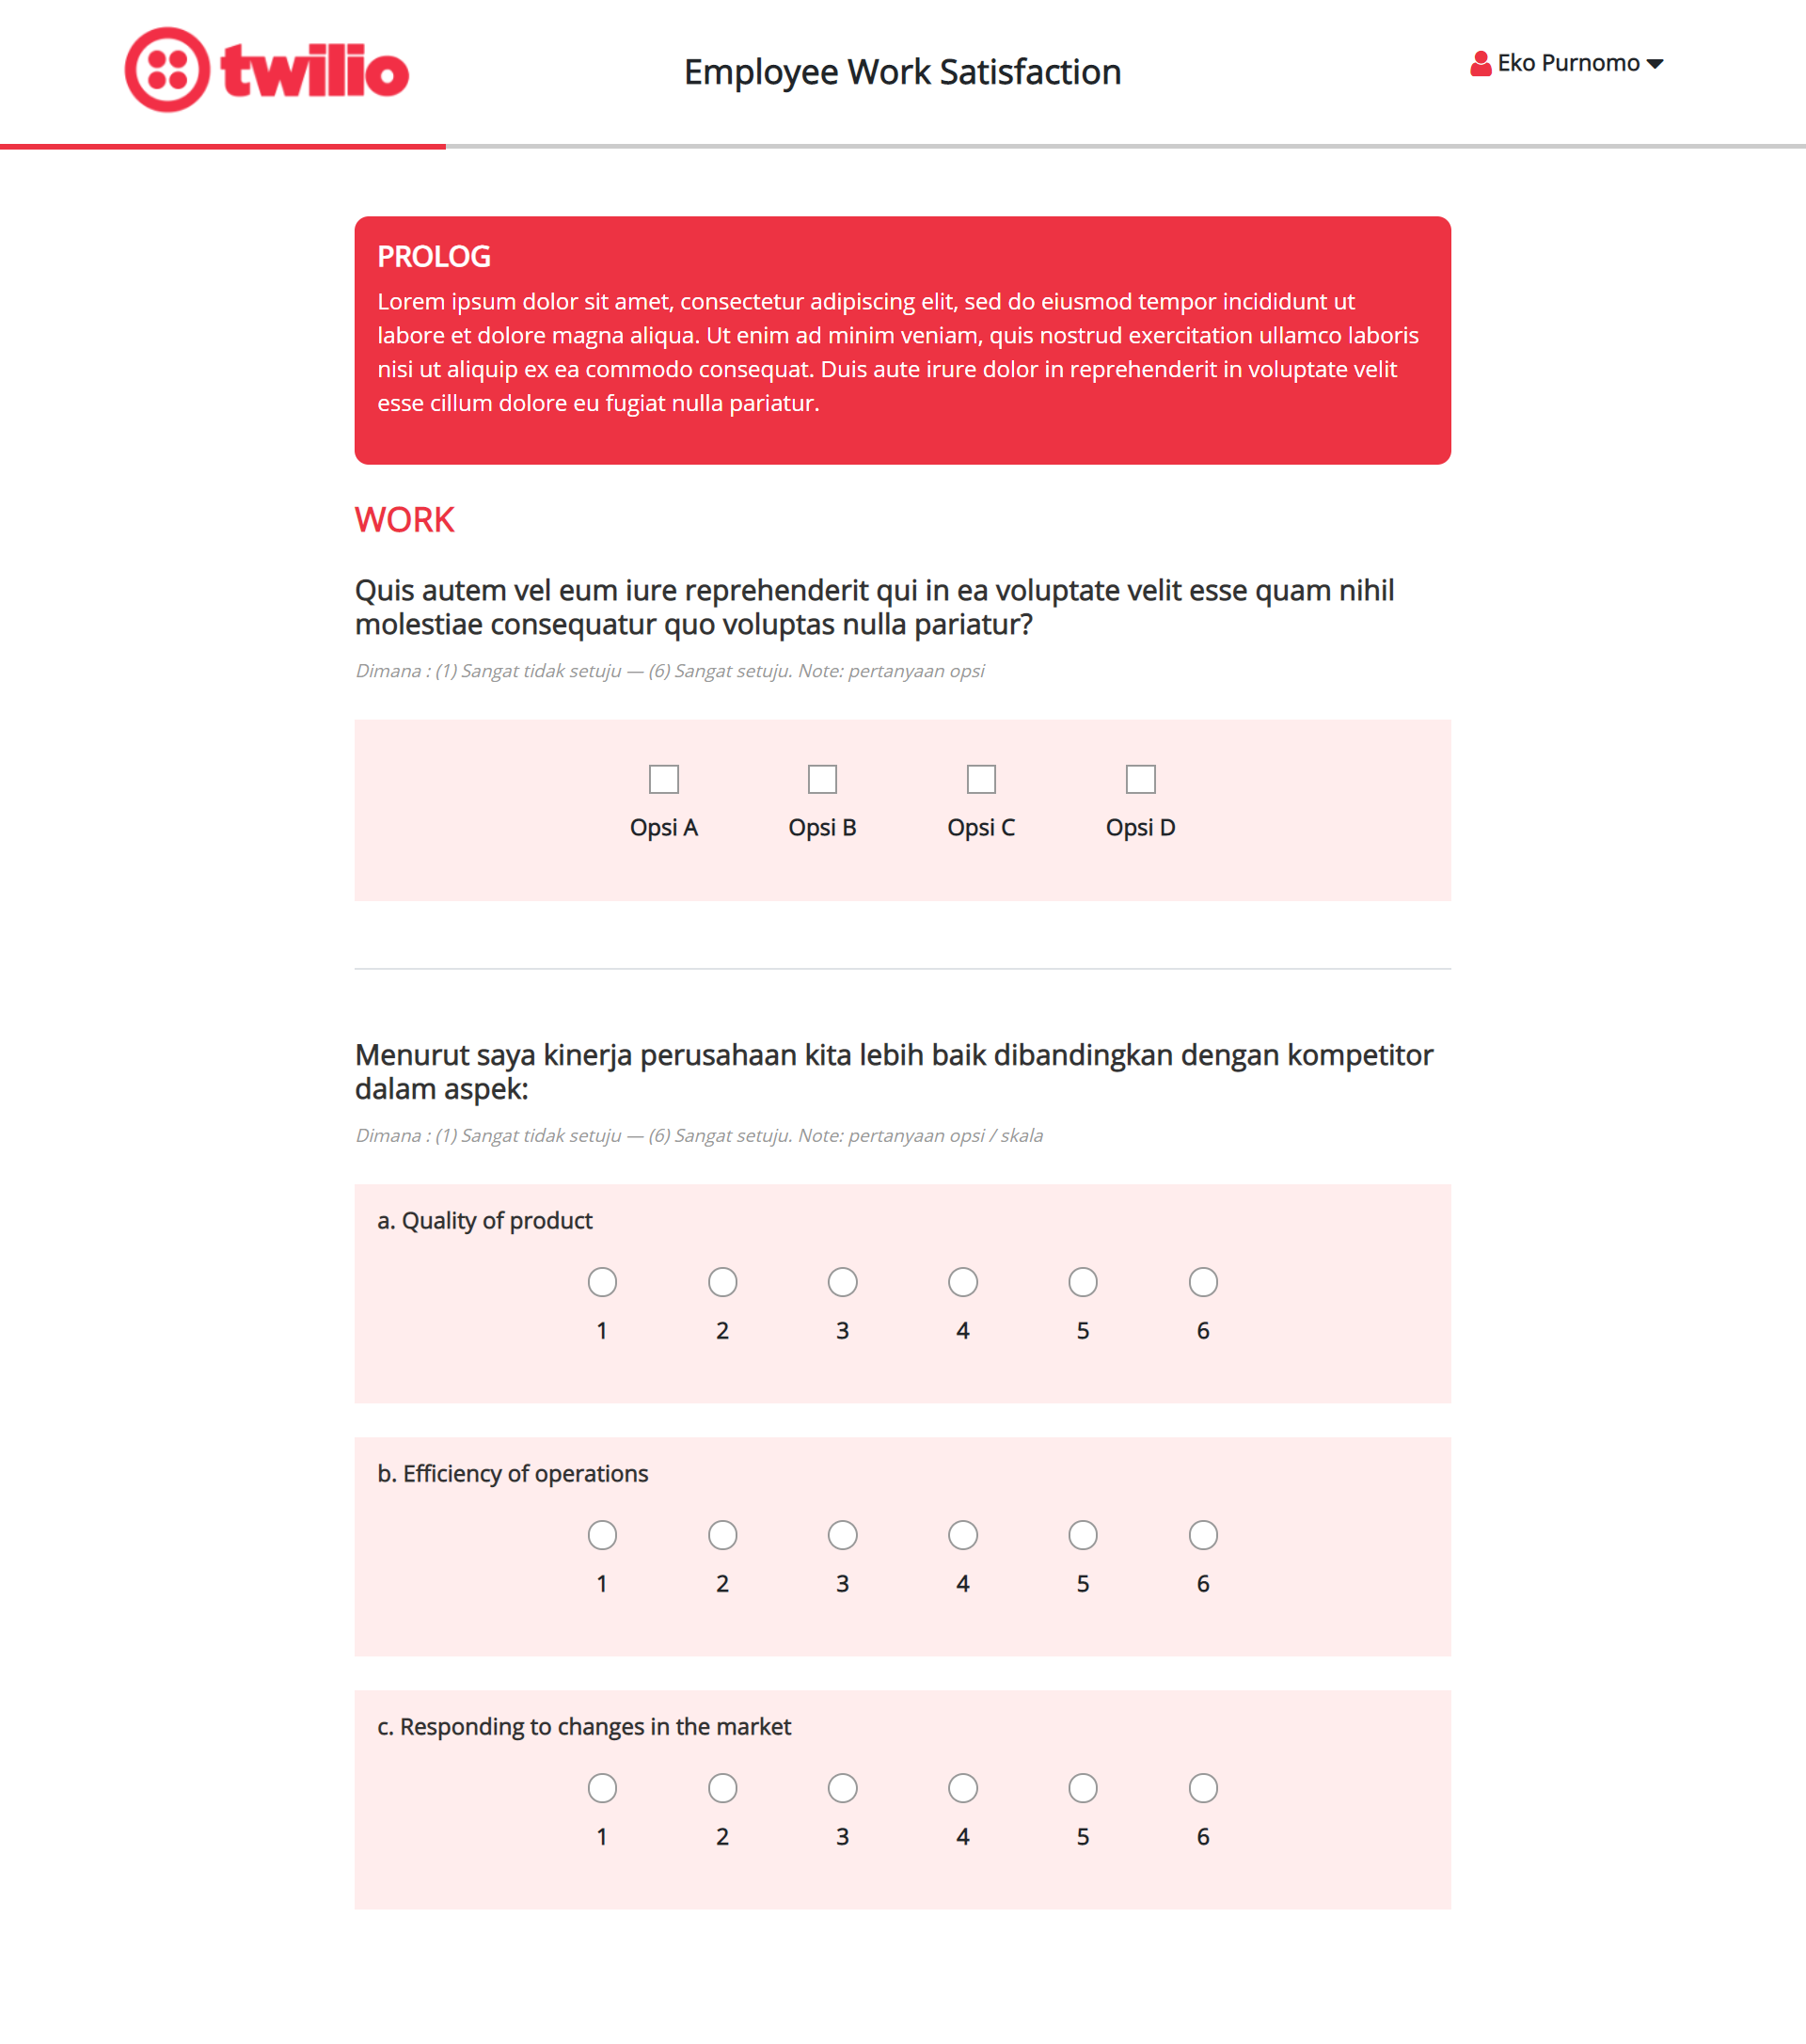 twilio
Employee Work Satisfaction
Eko Purnomo
PROLOG
Lorem ipsum dolor sit amet, consectetur adipiscing elit, sed do eiusmod tempor incididunt ut
labore et dolore magna aliqua. Ut enim ad minim veniam, quis nostrud exercitation ullamco laboris
nisi ut aliquip ex ea commodo consequat. Duis aute irure dolor in reprehenderit in voluptate velit
esse cillum dolore eu fugiat nulla pariatur.
WORK
Quis autem vel eum iure reprehenderit qui in ea voluptate velit esse quam nihil
molestiae consequatur quo voluptas nulla pariatur?
Dimana : (1) Sangat tidak setuju — (6) Sangat setuju. Note: pertanyaan opsi
Opsi A Opsi B Opsi C Opsi D
Menurut saya kinerja perusahaan kita lebih baik dibandingkan dengan kompetitor
dalam aspek:
Dimana : (1) Sangat tidak setuju — (6) Sangat setuju. Note: pertanyaan opsi / skala
a. Quality of product
1 2 3 4 5 6
b. Efficiency of operations
1 2 3 4 5 6
c. Responding to changes in the market
1 2 3 4 5 6